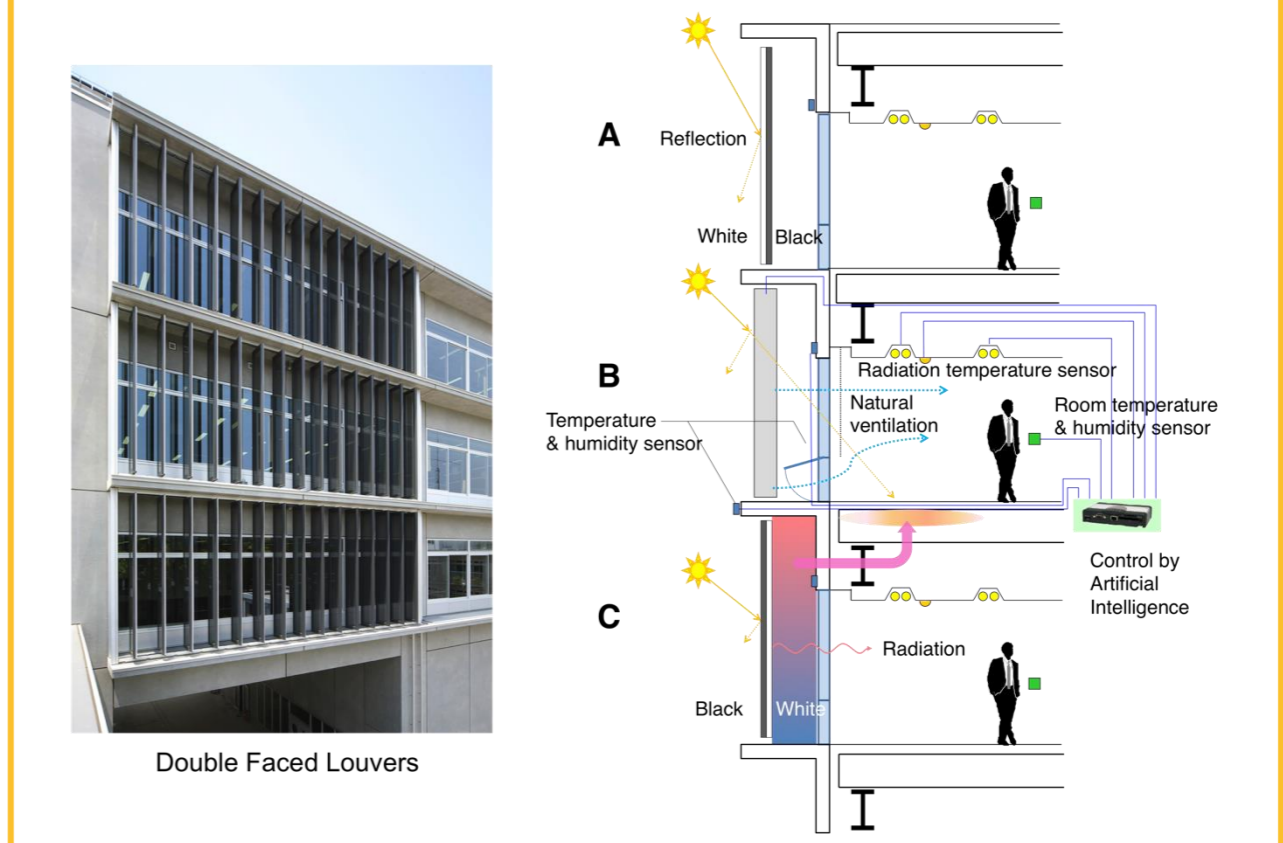 A
Reflection
White
Black
B
Radiation temperature sensor
Natural
ventilation
Temperature
& humidity sensor
Room temperature
& humidity sensor
Control by
Artificial
Intelligence
C
Radiation
Black
White
Double Faced Louvers